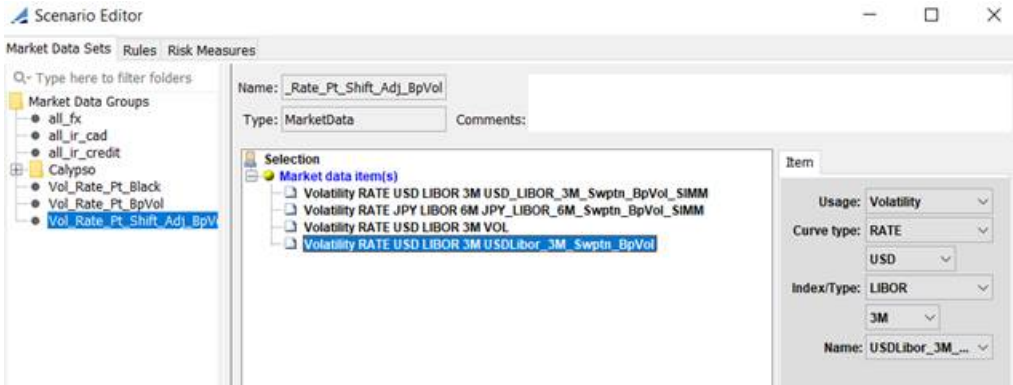 Scenario Editor
Market Data Sets Rules Risk Measures
Type here to filter folders
Market Data Groups
all_fx
all_ir_cad
all_ir_credit
Calypso
Vol_Rate_Pt_Black
Vol_Rate_Pt_BpVol
Vol_Rate_Pt_Shift_Adj_BpV
Name: _Rate_Pt_Shift_Adj_BpVol
Type: MarketData Comments:
Selection
Market data item(s)
Volatility RATE USD LIBOR 3M USD_LIBOR_3M_Swptn_BpVol_SIMM
Volatility RATE JPY LIBOR 6M JPY_LIBOR_6M_Swptn_BpVol_SIMM
Volatility RATE USD LIBOR 3M VOL
Volatility RATE USD LIBOR 3M USDLibor_3M_Swptn_BpVol
Item
Usage: Volatility
Curve type: RATE
USD
Index/Type: LIBOR
3M
Name: USDLibor_3M_...